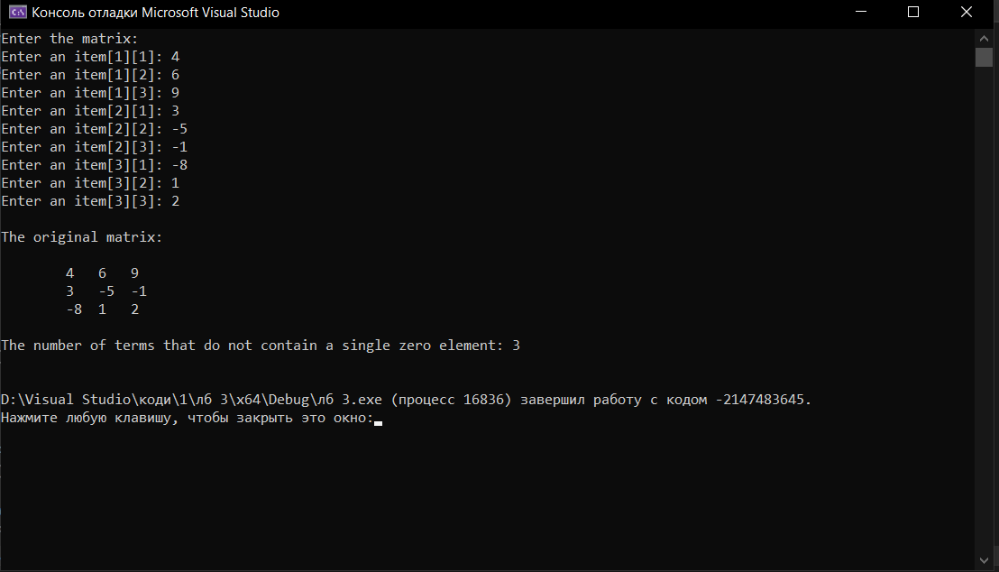 Консоль отладки Microsoft Visual Studio
Enter the matrix:
Enter an item[1][1]: 4
Enter an item[1][2]: 6
Enter an item[1][3]: 9
Enter an item[2][1]: 3
Enter an item[2][2]: -5
Enter an item[2][3]: -1
Enter an item[3][1]: -8
Enter an item[3][2]: 1
Enter an item[3][3]: 2
The original matrix:
4 6 9
3 -5 -1
-8 1 2
The number of terms that do not contain a single zero element: 3
D:\Visual Studio\коди\1\лб 3\x64\Debug\лб 3.exe (процесс 16836) завершил работу с кодом -2147483645.
Нажмите любую клавишу, чтобы закрыть это окно: